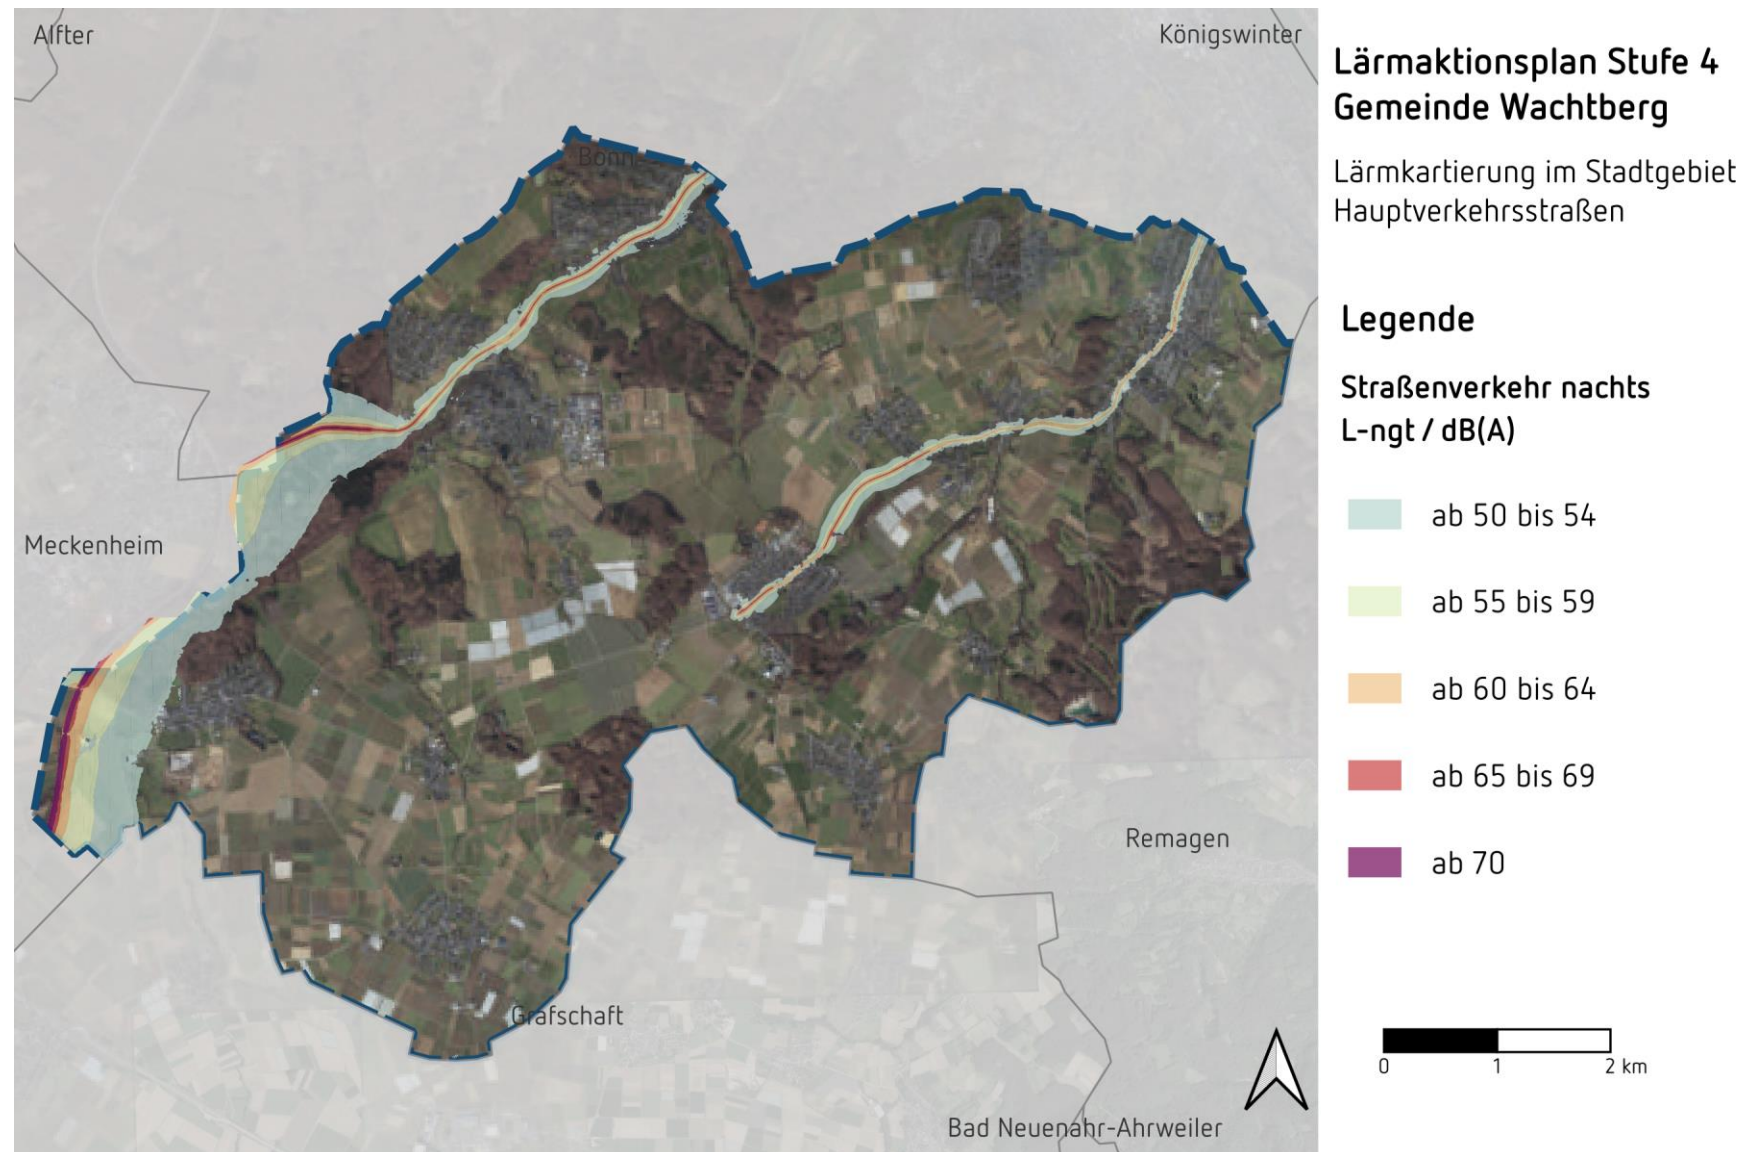 Alfter
Königswinter
Bonn
Meckenheim
Remagen
Grafschaft
Bad Neuenahr-Ahrweiler
Lärmaktionsplan Stufe 4
Gemeinde Wachtberg
Lärmkartierung im Stadtgebiet
Hauptverkehrsstraßen
Legende
Straßenverkehr nachts
L-ngt / dB(A)
ab 50 bis 54
ab 55 bis 59
ab 60 bis 64
ab 65 bis 69
ab 70
0 1 2 km